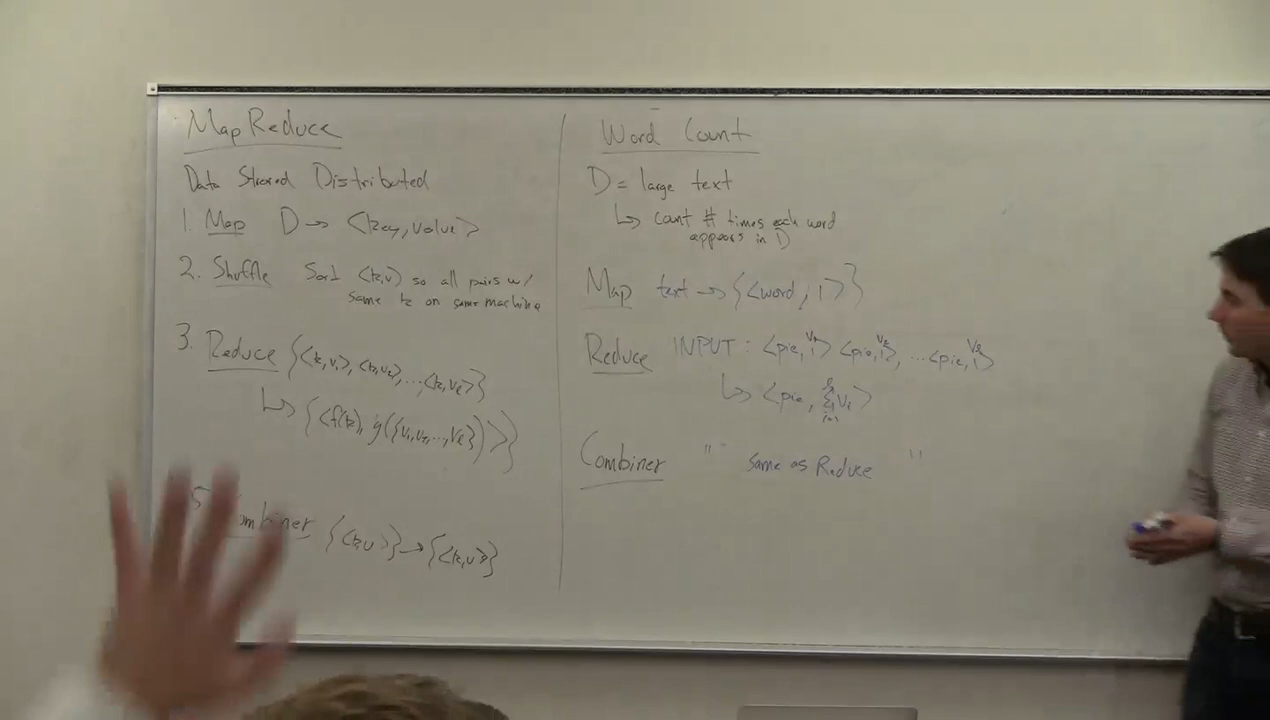 MapReduce
Data Stored Distributed
1. Map D → <key, value>
2. Shuffle Sort <k,v> so all pairs w/
same k on same machine
3. Reduce {<k,v₁>, <k,v₂>, ..., <k,vₗ>}
↳ {<f(k), g({v₁,v₂,...,vₗ})>}
Combiner {<k,v>} → {<k,v>}
Word Count
D = large text
↳ count # times each word
appears in D
Map text → {<word, 1>}
Reduce INPUT: <pie, 1> <pie, 1>, ... <pie, 1>
↳ <pie, Σ vᵢ>
Combiner " same as Reduce "